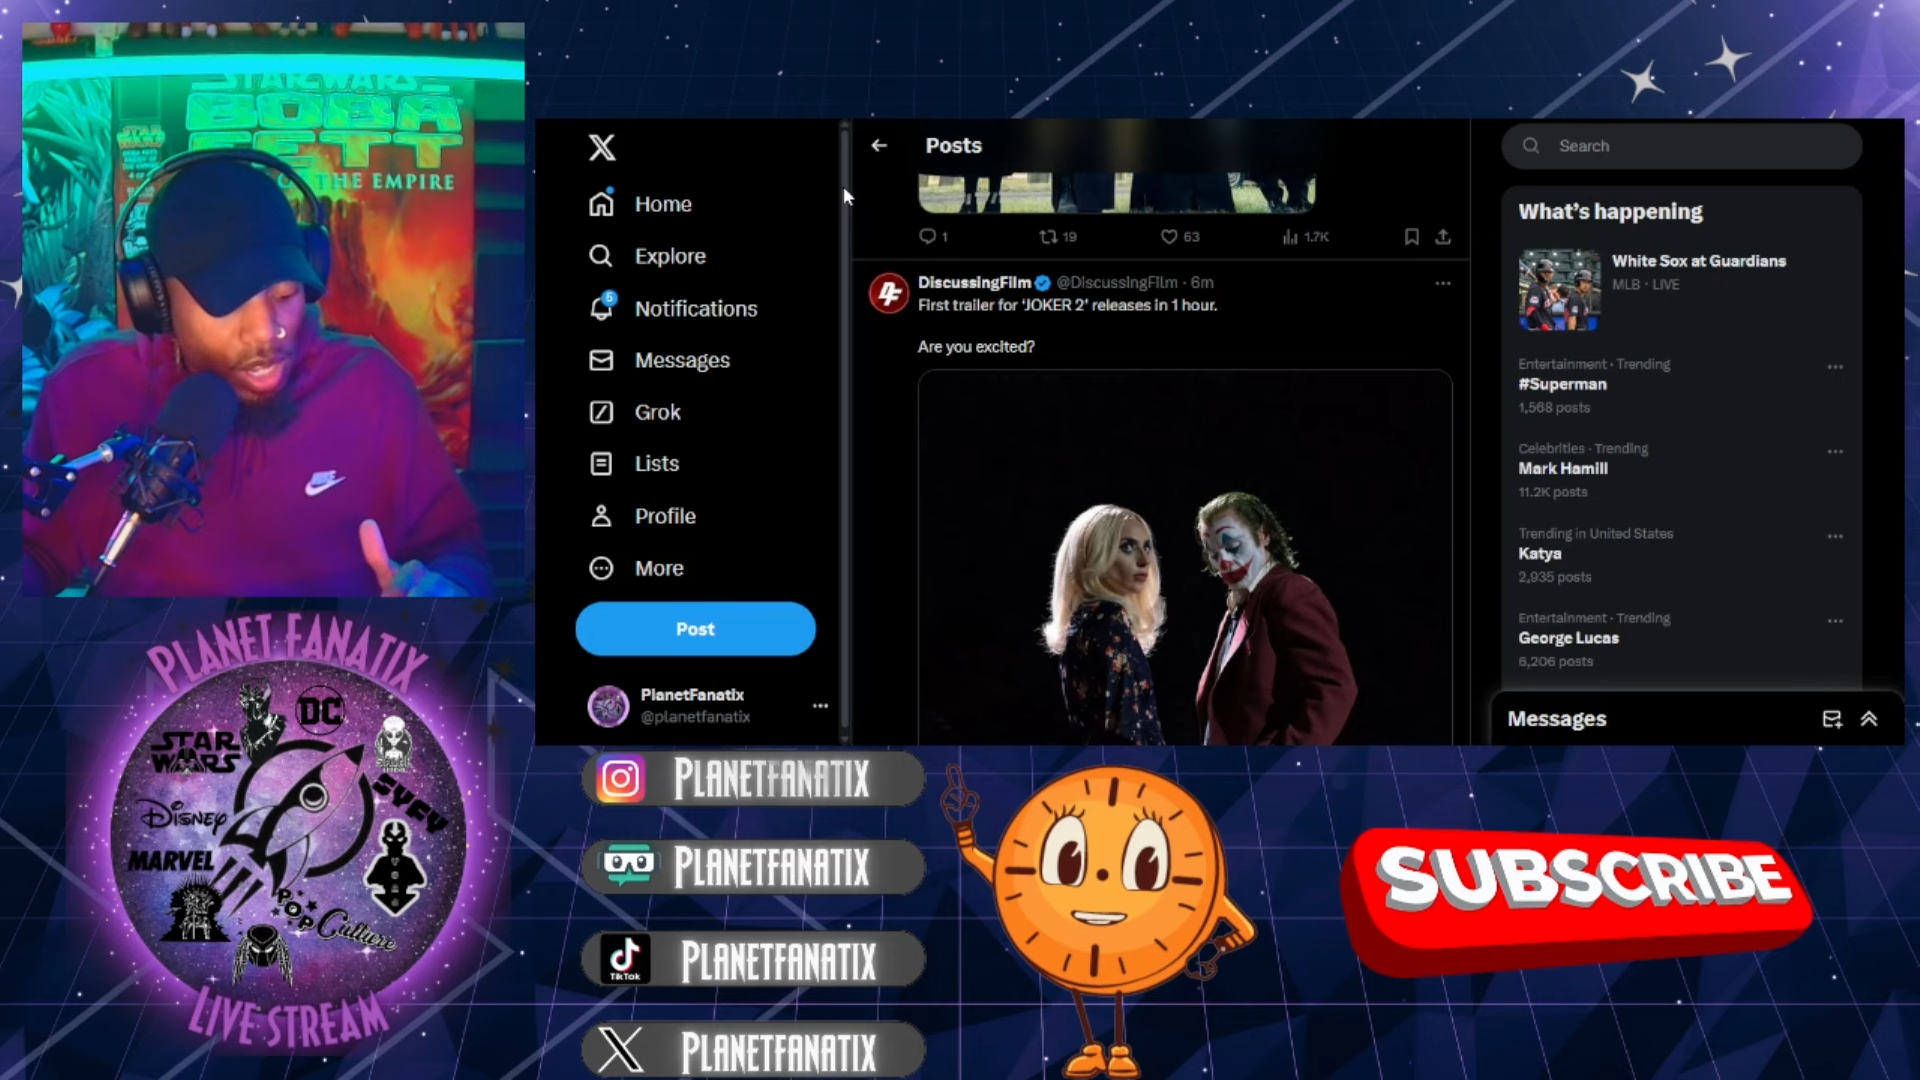 STAR WARS
BOBA
FETT
THE EMPIRE
Posts
Search
1
19
63
1.7K
Home
Explore
5
Notifications
Messages
Grok
Lists
Profile
More
Post
PlanetFanatix
@planetfanatix
DiscussingFilm @DiscussingFilm · 6m
First trailer for 'JOKER 2' releases in 1 hour.
Are you excited?
What's happening
White Sox at Guardians
MLB · LIVE
Entertainment · Trending
#Superman
1,568 posts
Celebrities · Trending
Mark Hamill
11.2K posts
Trending in United States
Katya
2,935 posts
Entertainment · Trending
George Lucas
6,206 posts
Messages
PLANET FANATIX
DC
STAR WARS
SYFY
DISNEY
MARVEL
POP Culture
LIVE STREAM
PLANETFANATIX
PLANETFANATIX
TikTok
PLANETFANATIX
PLANETFANATIX
SUBSCRIBE